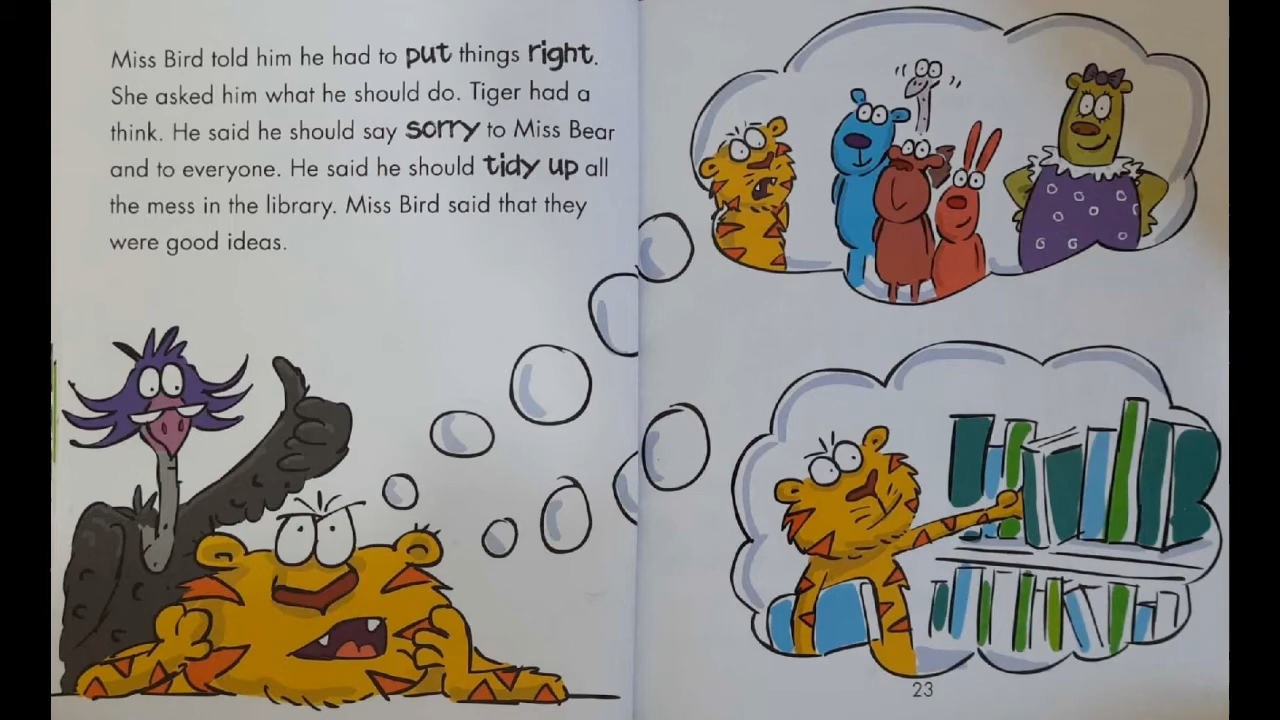 Miss Bird told him he had to put things right.
She asked him what he should do. Tiger had a
think. He said he should say sorry to Miss Bear
and to everyone. He said he should tidy up all
the mess in the library. Miss Bird said that they
were good ideas.
23